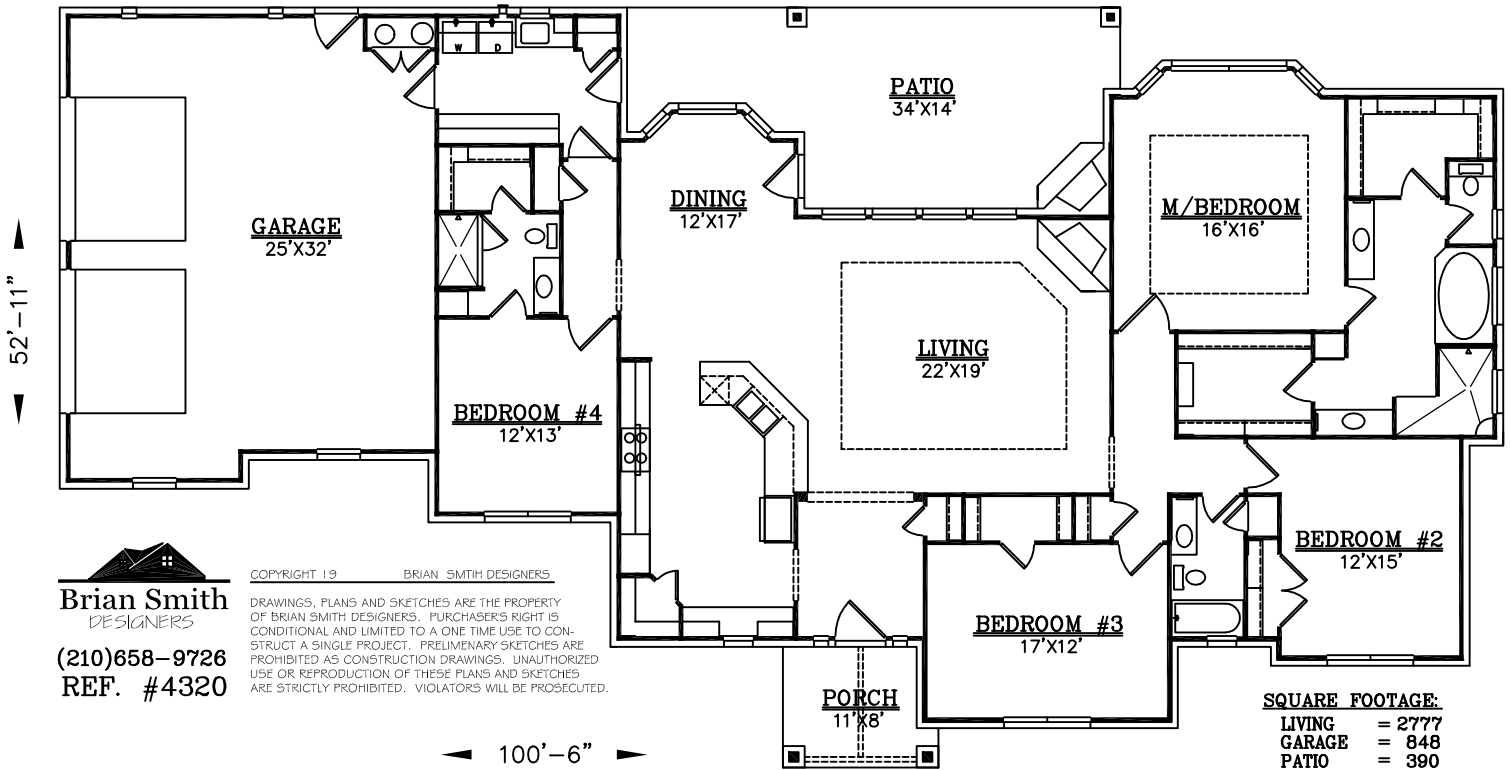 PATIO
34'X14'
W
D
DINING
12'X17'
M/BEDROOM
16'X16'
GARAGE
25'X32'
52'-11"
LIVING
22'X19'
BEDROOM #4
12'X13'
BEDROOM #2
12'X15'
BEDROOM #3
17'X12'
PORCH
11'X8'
Brian Smith
DESIGNERS
(210)658-9726
REF. #4320
COPYRIGHT 19 BRIAN SMITH DESIGNERS
DRAWINGS, PLANS AND SKETCHES ARE THE PROPERTY
OF BRIAN SMITH DESIGNERS. PURCHASER'S RIGHT IS
CONDITIONAL AND LIMITED TO A ONE TIME USE TO CON-
STRUCT A SINGLE PROJECT. PRELIMENARY SKETCHES ARE
PROHIBITED AS CONSTRUCTION DRAWINGS. UNAUTHORIZED
USE OR REPRODUCTION OF THESE PLANS AND SKETCHES
ARE STRICTLY PROHIBITED. VIOLATORS WILL BE PROSECUTED.
100'-6"
SQUARE FOOTAGE:
LIVING = 2777
GARAGE = 848
PATIO = 390